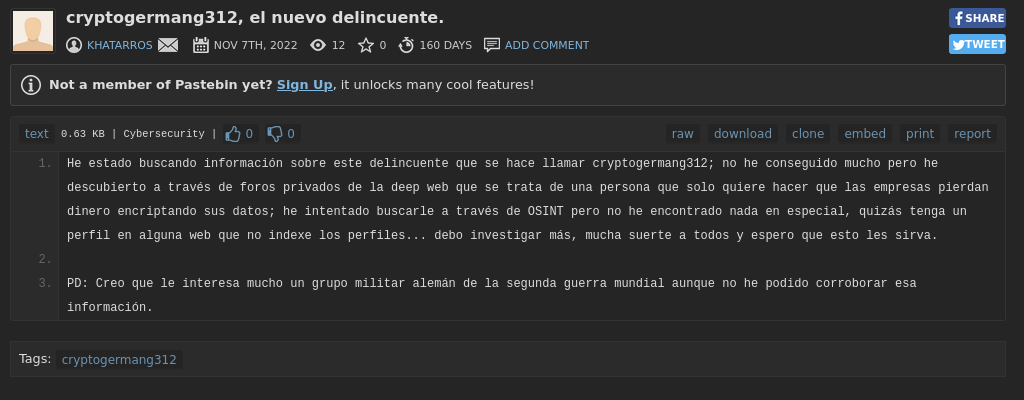 cryptogermang312, el nuevo delincuente.
SHARE
TWEET
KHATARROS NOV 7TH, 2022 12 0 160 DAYS ADD COMMENT
Not a member of Pastebin yet? Sign Up, it unlocks many cool features!
text 0.63 KB | Cybersecurity | 0 0 raw download clone embed print report
1. He estado buscando información sobre este delincuente que se hace llamar cryptogermang312; no he conseguido mucho pero he
descubierto a través de foros privados de la deep web que se trata de una persona que solo quiere hacer que las empresas pierdan
dinero encriptando sus datos; he intentado buscarle a través de OSINT pero no he encontrado nada en especial, quizás tenga un
perfil en alguna web que no indexe los perfiles... debo investigar más, mucha suerte a todos y espero que esto les sirva.
2.
3. PD: Creo que le interesa mucho un grupo militar alemán de la segunda guerra mundial aunque no he podido corroborar esa
información.
Tags: cryptogermang312